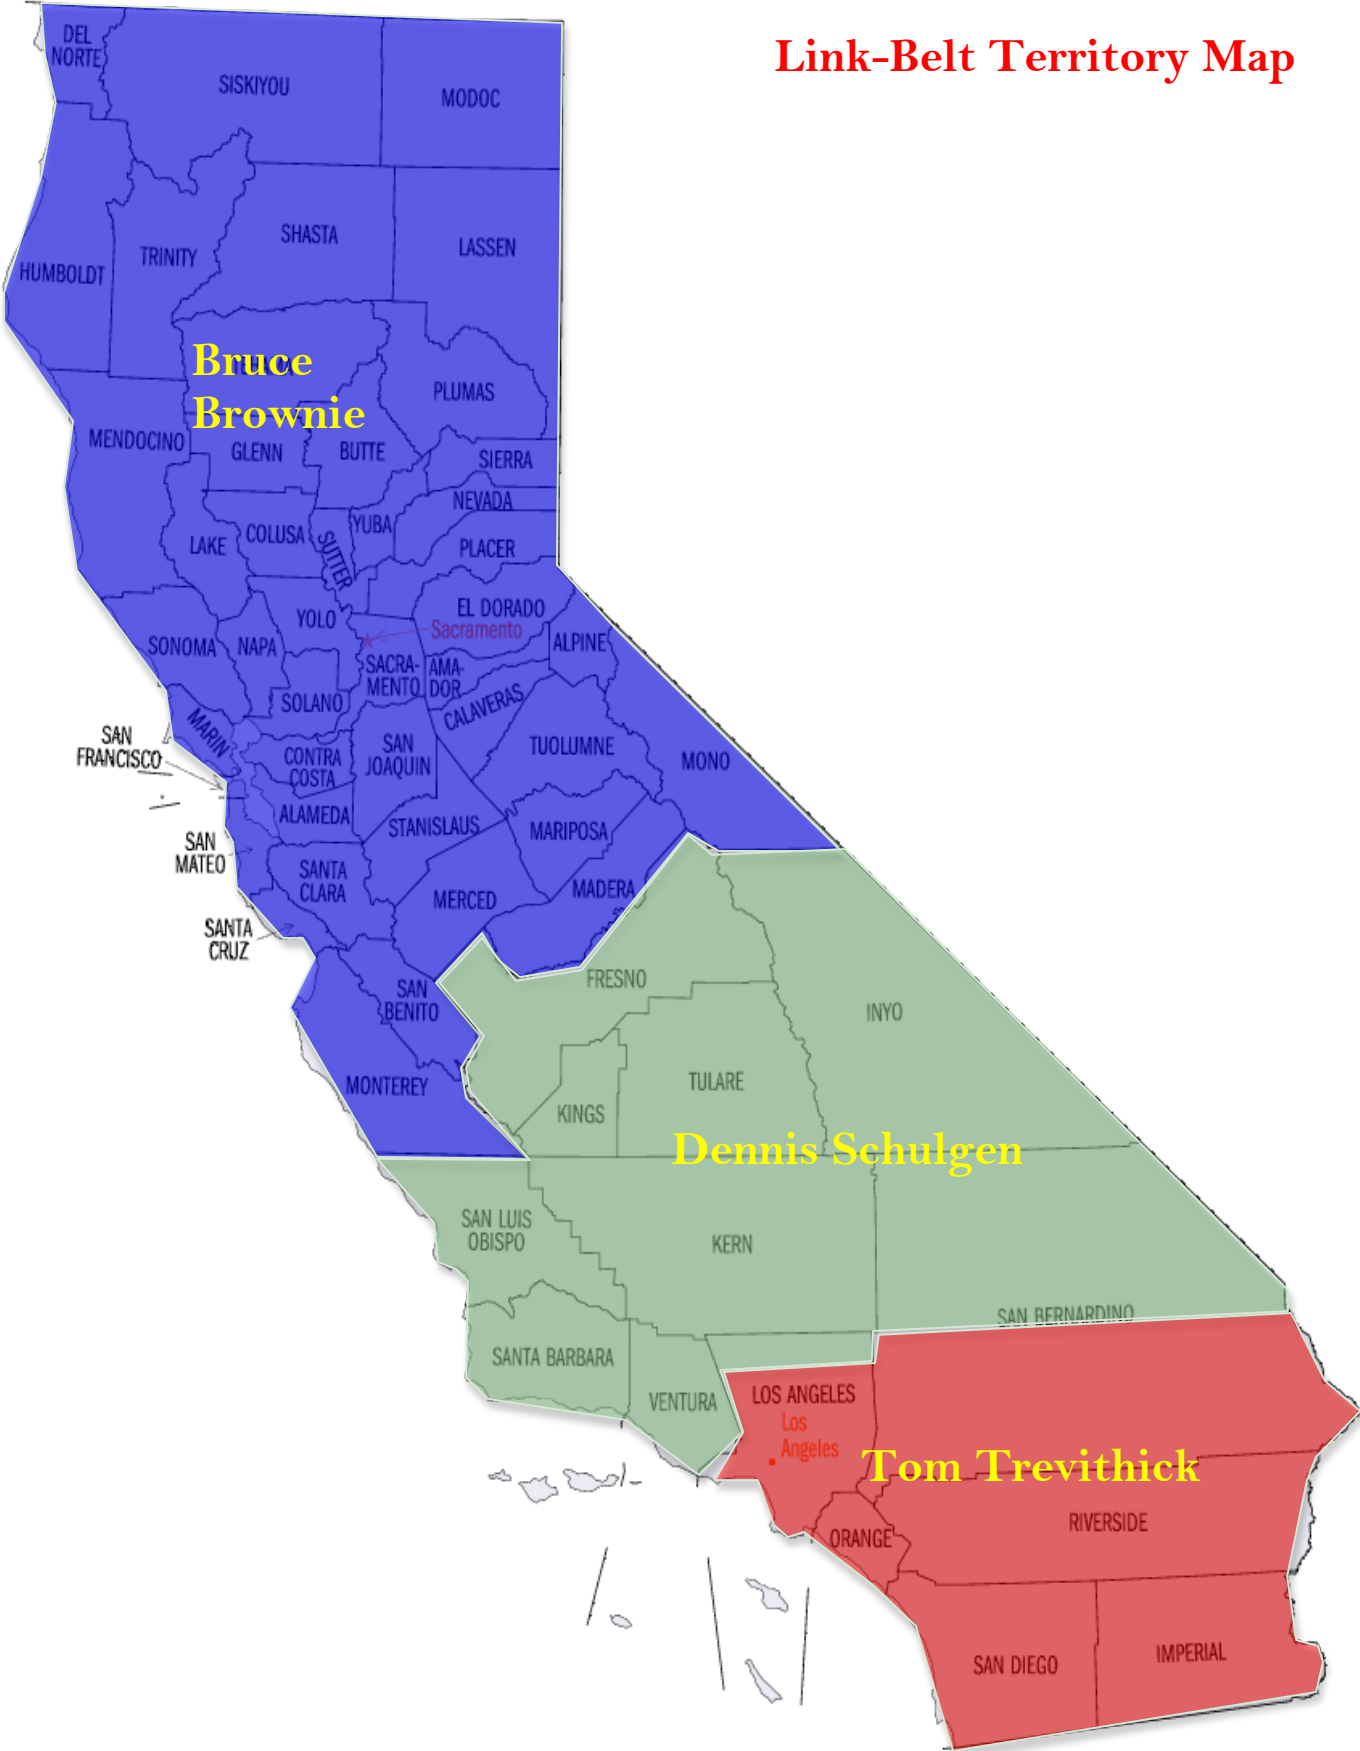 Link-Belt Territory Map
DEL
NORTE
SISKIYOU
MODOC
HUMBOLDT
TRINITY
SHASTA
LASSEN
Bruce
Brownie
PLUMAS
MENDOCINO
GLENN
BUTTE
SIERRA
NEVADA
YUBA
COLUSA
SUTTER
LAKE
PLACER
YOLO
EL DORADO
Sacramento
SONOMA
NAPA
ALPINE
SACRA-
MENTO
AMA-
DOR
SOLANO
CALAVERAS
MARIN
SAN
FRANCISCO
CONTRA
COSTA
SAN
JOAQUIN
TUOLUMNE
MONO
ALAMEDA
STANISLAUS
MARIPOSA
SAN
MATEO
SANTA
CLARA
MERCED
MADERA
SANTA
CRUZ
SAN
BENITO
FRESNO
INYO
MONTEREY
KINGS
TULARE
Dennis Schulgen
SAN LUIS
OBISPO
KERN
SAN BERNARDINO
SANTA BARBARA
VENTURA
LOS ANGELES
Los
Angeles
Tom Trevithick
ORANGE
RIVERSIDE
SAN DIEGO
IMPERIAL